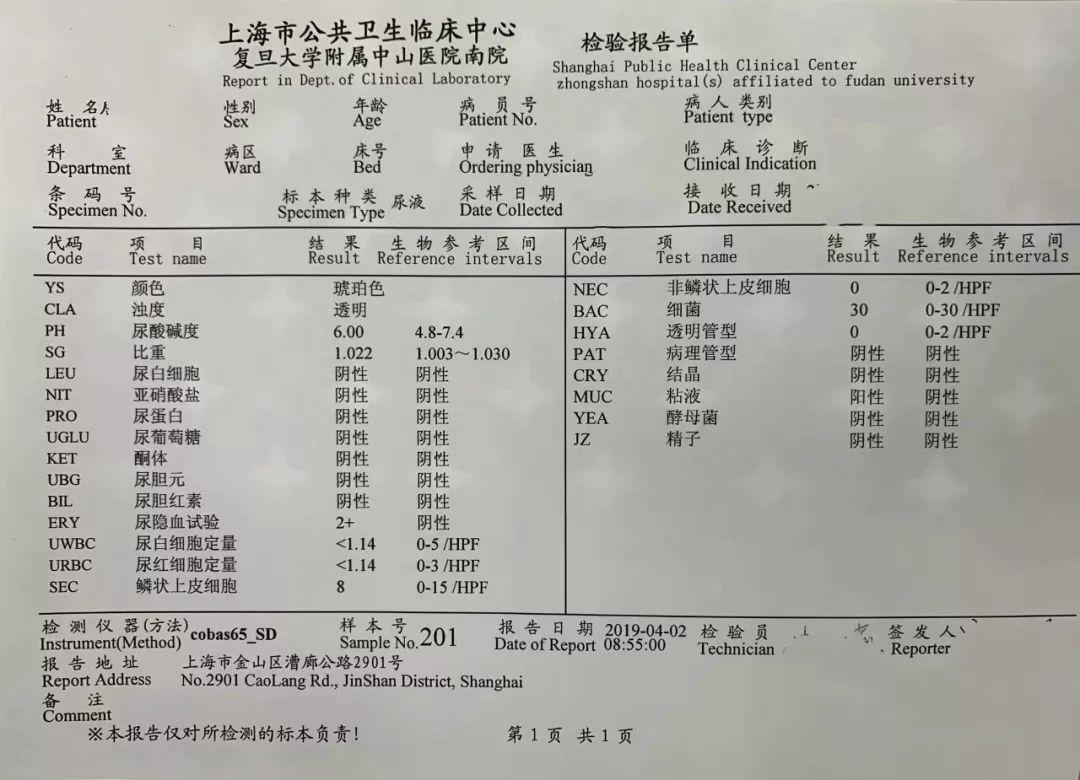 上海市公共卫生临床中心
复旦大学附属中山医院南院
检验报告单
Report in Dept. of Clinical Laboratory
Shanghai Public Health Clinical Center
zhongshan hospital(s) affiliated to fudan university
姓 名 性别 年龄 病 员 号 病 人 类别
Patient Sex Age Patient No. Patient type
科 室 病区 床号 申 请 医 生 临 床 诊 断
Department Ward Bed Ordering physician Clinical Indication
条 码 号 标 本 种 类 尿液 采 样 日 期 接 收 日 期
Specimen No. Specimen Type Date Collected Date Received
代码 项 目 结 果 生 物 参 考 区 间
Code Test name Result Reference intervals
YS 颜色 琥珀色
CLA 浊度 透明
PH 尿酸碱度 6.00 4.8-7.4
SG 比重 1.022 1.003～1.030
LEU 尿白细胞 阴性 阴性
NIT 亚硝酸盐 阴性 阴性
PRO 尿蛋白 阴性 阴性
UGLU 尿葡萄糖 阴性 阴性
KET 酮体 阴性 阴性
UBG 尿胆元 阴性 阴性
BIL 尿胆红素 阴性 阴性
ERY 尿隐血试验 2+ 阴性
UWBC 尿白细胞定量 <1.14 0-5 /HPF
URBC 尿红细胞定量 <1.14 0-3 /HPF
SEC 鳞状上皮细胞 8 0-15 /HPF
代码 项 目 结 果 生 物 参 考 区 间
Code Test name Result Reference intervals
NEC 非鳞状上皮细胞 0 0-2 /HPF
BAC 细菌 30 0-30 /HPF
HYA 透明管型 0 0-2 /HPF
PAT 病理管型 阴性 阴性
CRY 结晶 阴性 阴性
MUC 粘液 阳性 阴性
YEA 酵母菌 阴性 阴性
JZ 精子 阴性 阴性
检 测 仪 器(方法) cobas65_SD 样 本 号 201 报 告 日 期 2019-04-02 检 验 员 签 发 人
Instrument(Method) Sample No. Date of Report 08:55:00 Technician Reporter
报 告 地 址 上海市金山区漕廊公路2901号
Report Address No.2901 CaoLang Rd., JinShan District, Shanghai
备 注
Comment
※本报告仅对所检测的标本负责!
第 1 页 共 1 页